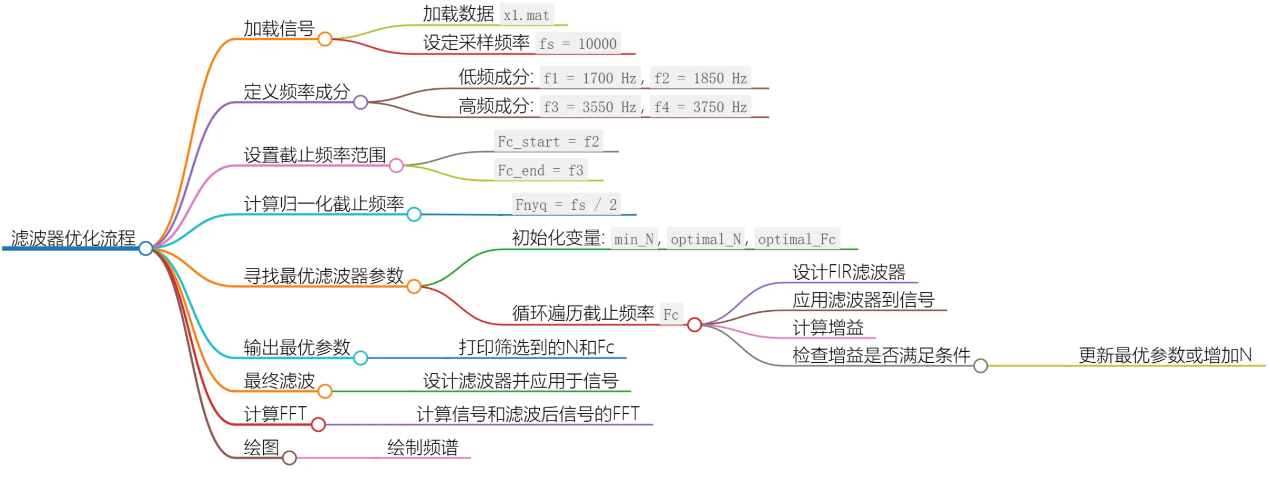 滤波器优化流程
加载信号
加载数据 x1.mat
设定采样频率 fs = 10000
定义频率成分
低频成分: f1 = 1700 Hz, f2 = 1850 Hz
高频成分: f3 = 3550 Hz, f4 = 3750 Hz
设置截止频率范围
Fc_start = f2
Fc_end = f3
计算归一化截止频率
Fnyq = fs / 2
寻找最优滤波器参数
初始化变量: min_N, optimal_N, optimal_Fc
循环遍历截止频率 Fc
设计FIR滤波器
应用滤波器到信号
计算增益
检查增益是否满足条件
更新最优参数或增加N
输出最优参数
打印筛选到的N和Fc
最终滤波
设计滤波器并应用于信号
计算FFT
计算信号和滤波后信号的FFT
绘图
绘制频谱